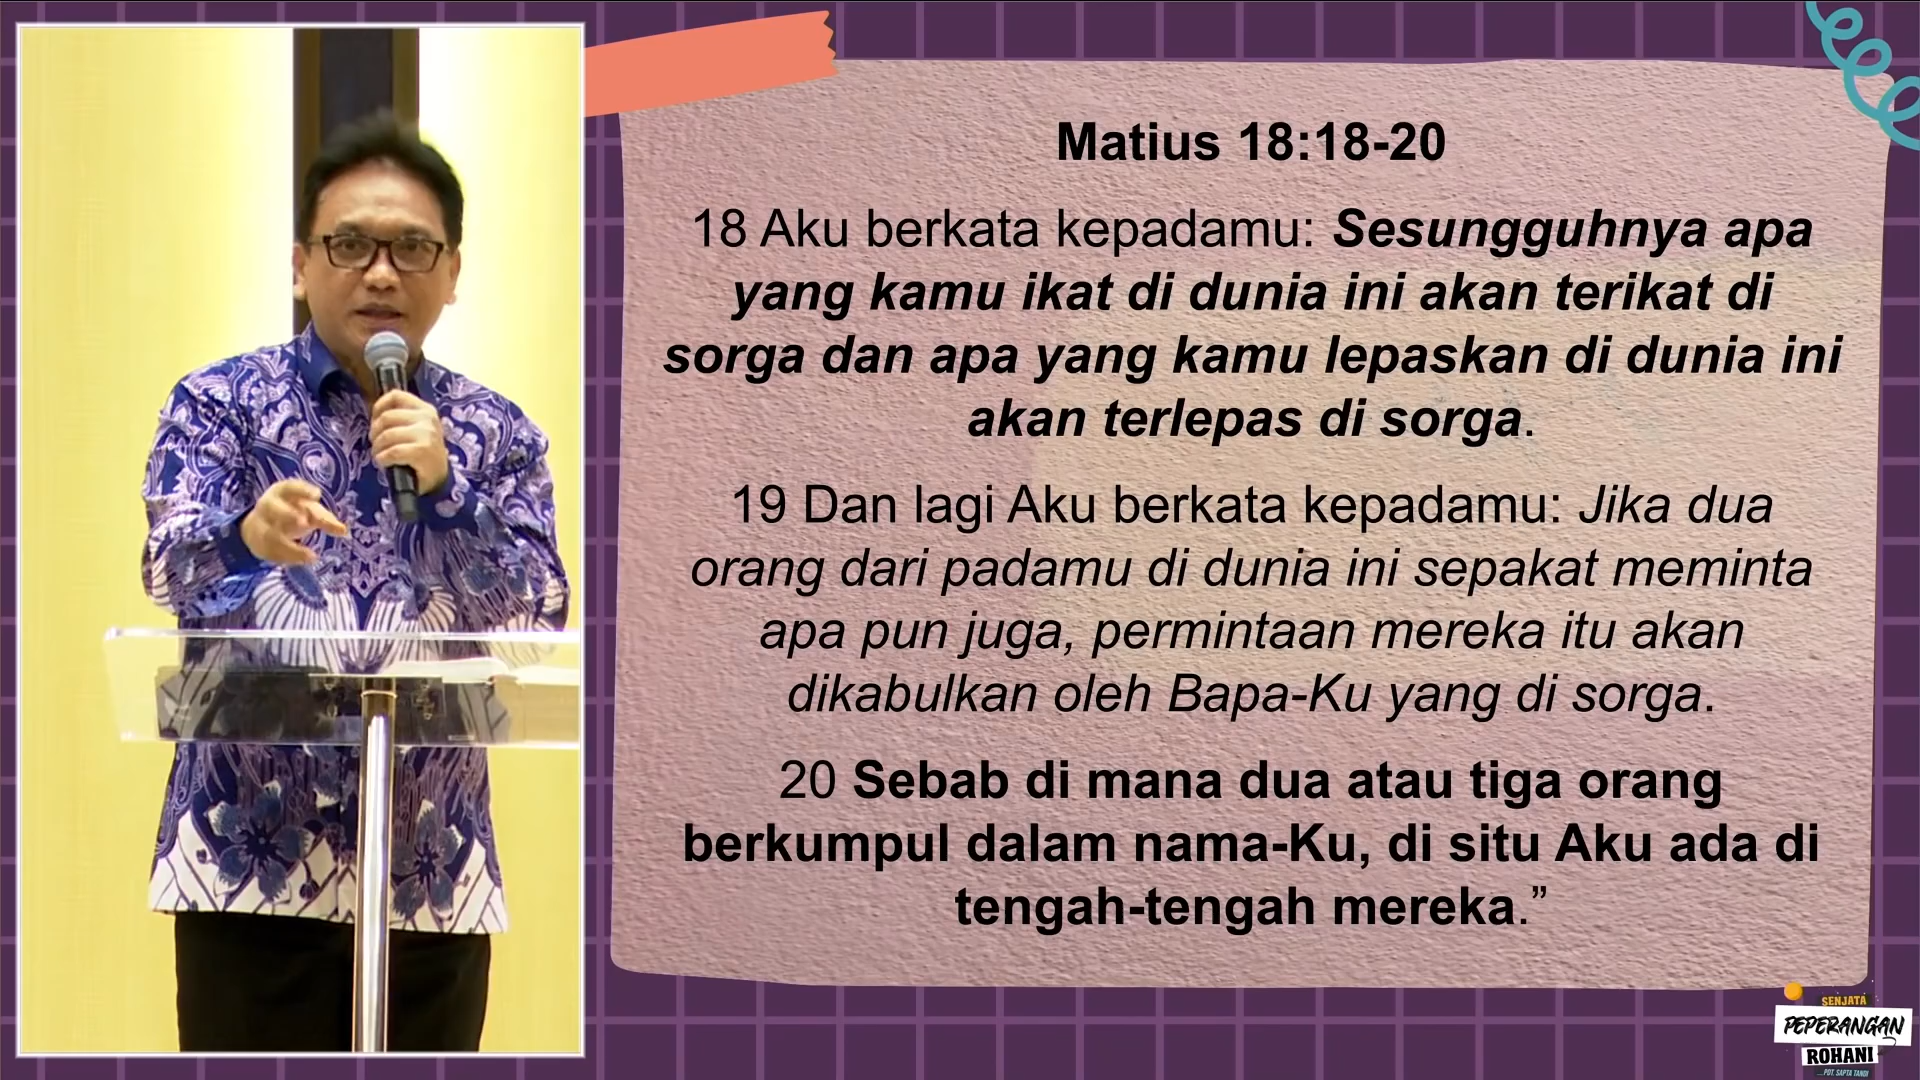 Matius 18:18-20
18 Aku berkata kepadamu: Sesungguhnya apa
yang kamu ikat di dunia ini akan terikat di
sorga dan apa yang kamu lepaskan di dunia ini
akan terlepas di sorga.
19 Dan lagi Aku berkata kepadamu: Jika dua
orang dari padamu di dunia ini sepakat meminta
apa pun juga, permintaan mereka itu akan
dikabulkan oleh Bapa-Ku yang di sorga.
20 Sebab di mana dua atau tiga orang
berkumpul dalam nama-Ku, di situ Aku ada di
tengah-tengah mereka.”
SENJATA
PEPERANGAN
ROHANI
...PDT. SAPTA TANDI